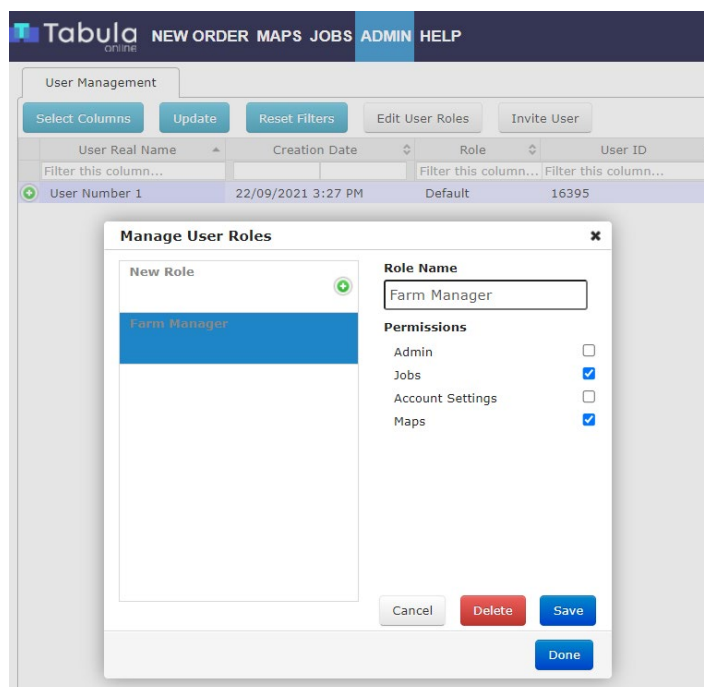 Tabula
online
NEW ORDER MAPS JOBS ADMIN HELP
User Management
Select Columns Update Reset Filters Edit User Roles Invite User
User Real Name Creation Date Role User ID
Filter this column... Filter this column... Filter this column...
User Number 1 22/09/2021 3:27 PM Default 16395
Manage User Roles
New Role
Farm Manager
Role Name
Farm Manager
Permissions
Admin
Jobs
Account Settings
Maps
Cancel Delete Save
Done